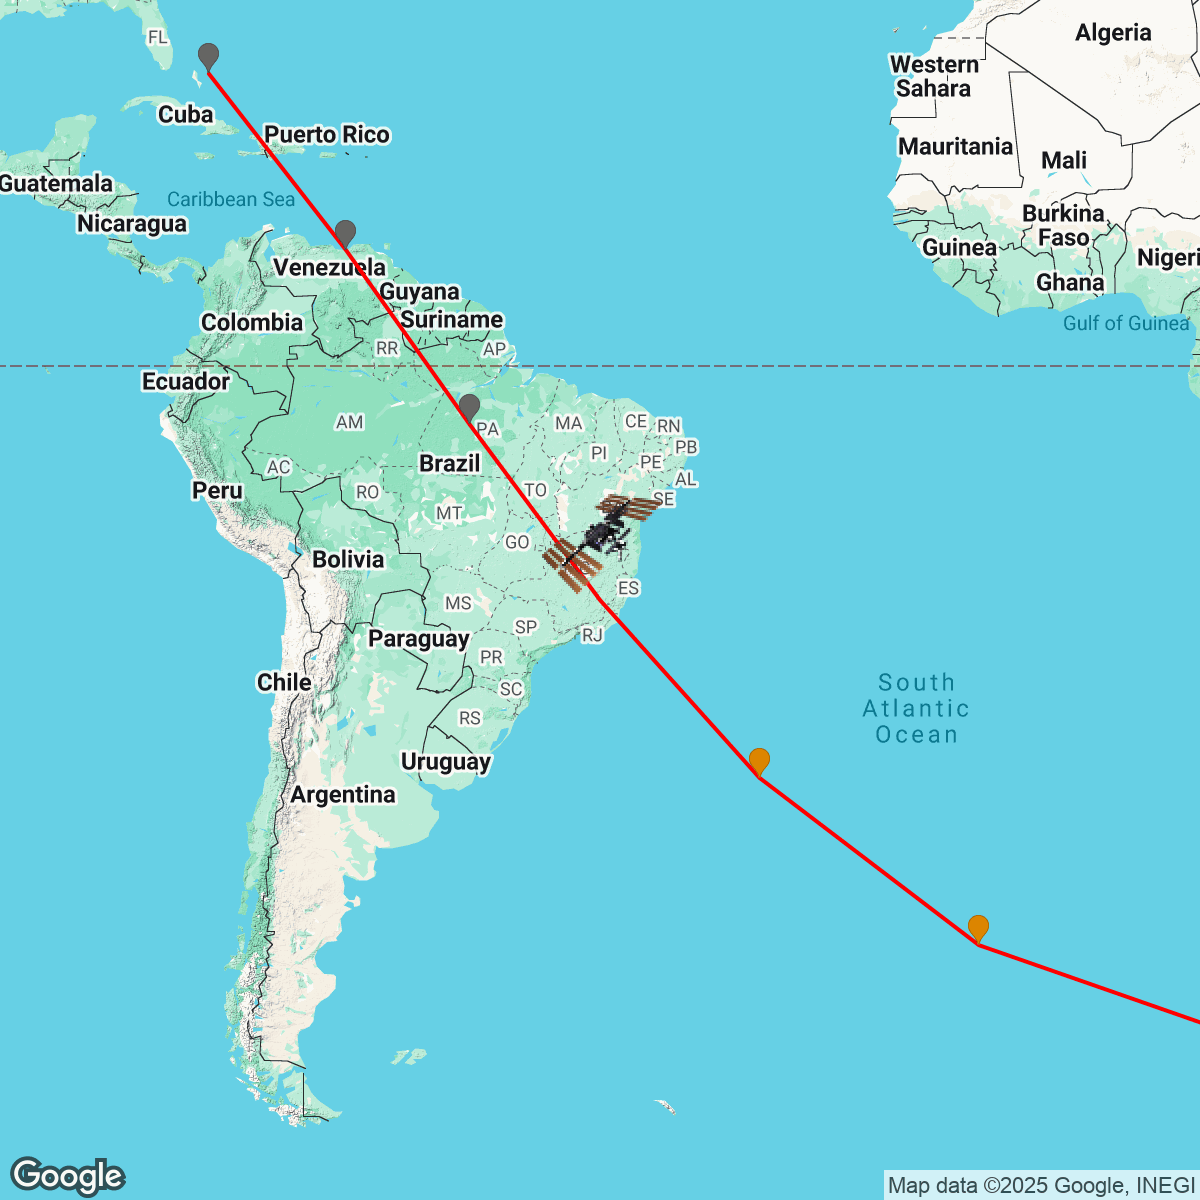 FL
Algeria
Western
Sahara
Cuba
Puerto Rico
Mauritania
Mali
Guatemala
Caribbean Sea
Nicaragua
Burkina
Faso
Guinea
Nigeri
Venezuela
Ghana
Guyana
Colombia
Suriname
Gulf of Guinea
RR
AP
Ecuador
AM
PA
MA
CE
RN
PB
PI
PE
Brazil
AC
AL
Peru
RO
TO
SE
MT
GO
Bolivia
ES
MS
SP
RJ
Paraguay
PR
Chile
SC
South
Atlantic
Ocean
RS
Uruguay
Argentina
Google
Map data ©2025 Google, INEGI